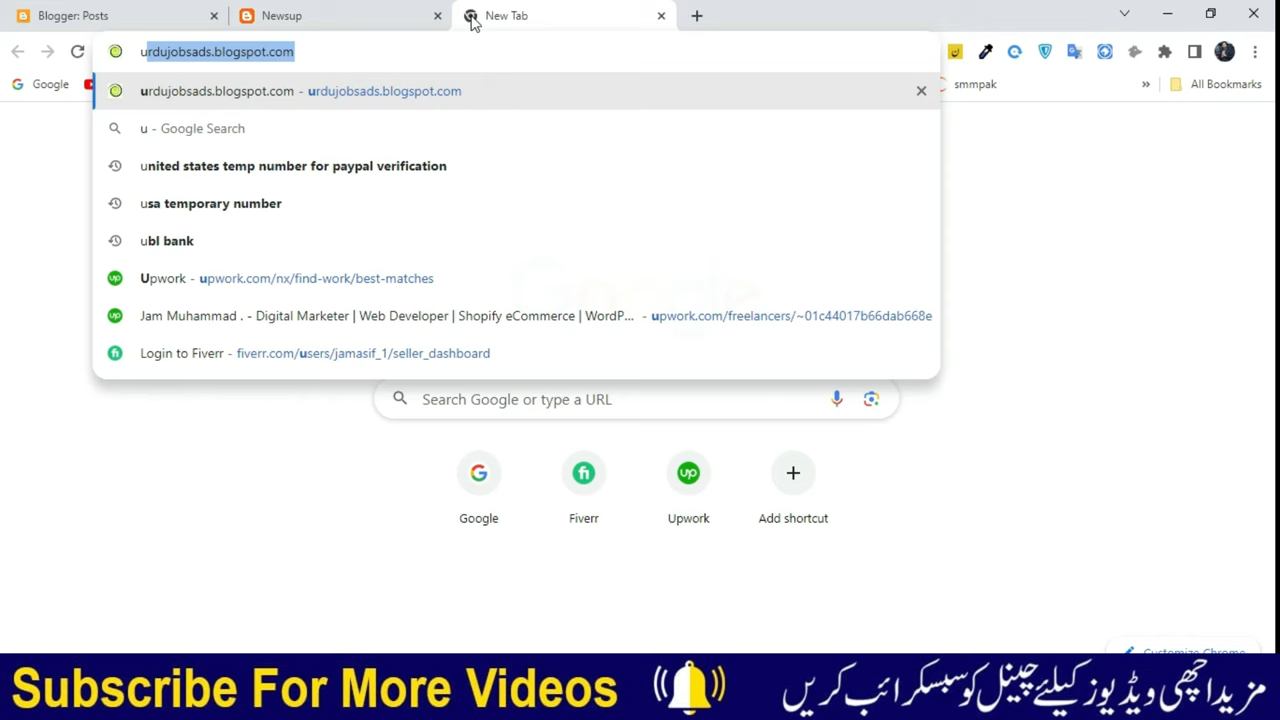 Blogger: Posts
Newsup
New Tab
urdujobsads.blogspot.com
urdujobsads.blogspot.com - urdujobsads.blogspot.com
u - Google Search
united states temp number for paypal verification
usa temporary number
ubl bank
Upwork - upwork.com/nx/find-work/best-matches
Jam Muhammad . - Digital Marketer | Web Developer | Shopify eCommerce | WordP... - upwork.com/freelancers/~01c44017b66dab668e
Login to Fiverr - fiverr.com/users/jamasif_1/seller_dashboard
Google
smmpak
» All Bookmarks
Search Google or type a URL
Google
Fiverr
Upwork
Add shortcut
Customize Chrome
Subscribe For More Videos
مزید اچھی ویڈیوز کیلئے چینل کو سبسکرائب کریں